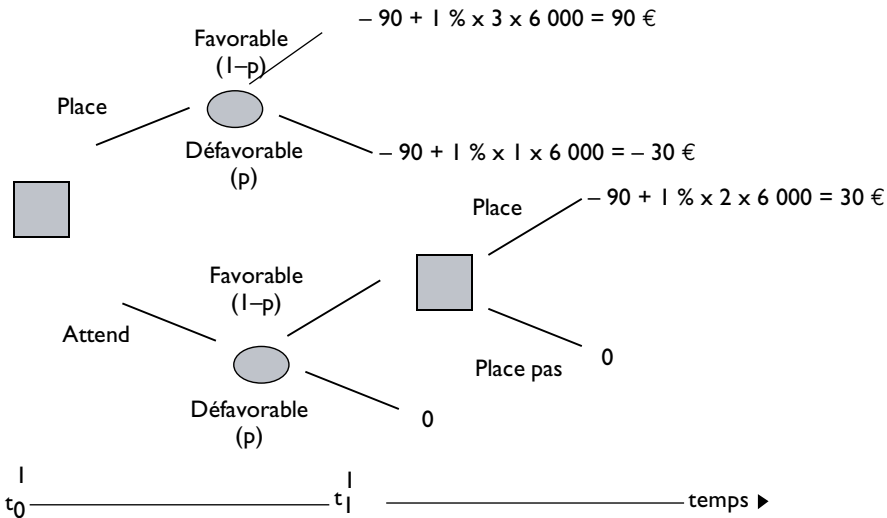 – 90 + 1 % x 3 x 6 000 = 90 €
Favorable
(1–p)
Place
Défavorable
(p)
– 90 + 1 % x 1 x 6 000 = – 30 €
Place
– 90 + 1 % x 2 x 6 000 = 30 €
Favorable
(1–p)
Attend
Place pas
0
Défavorable
(p)
0
t0
t1
temps